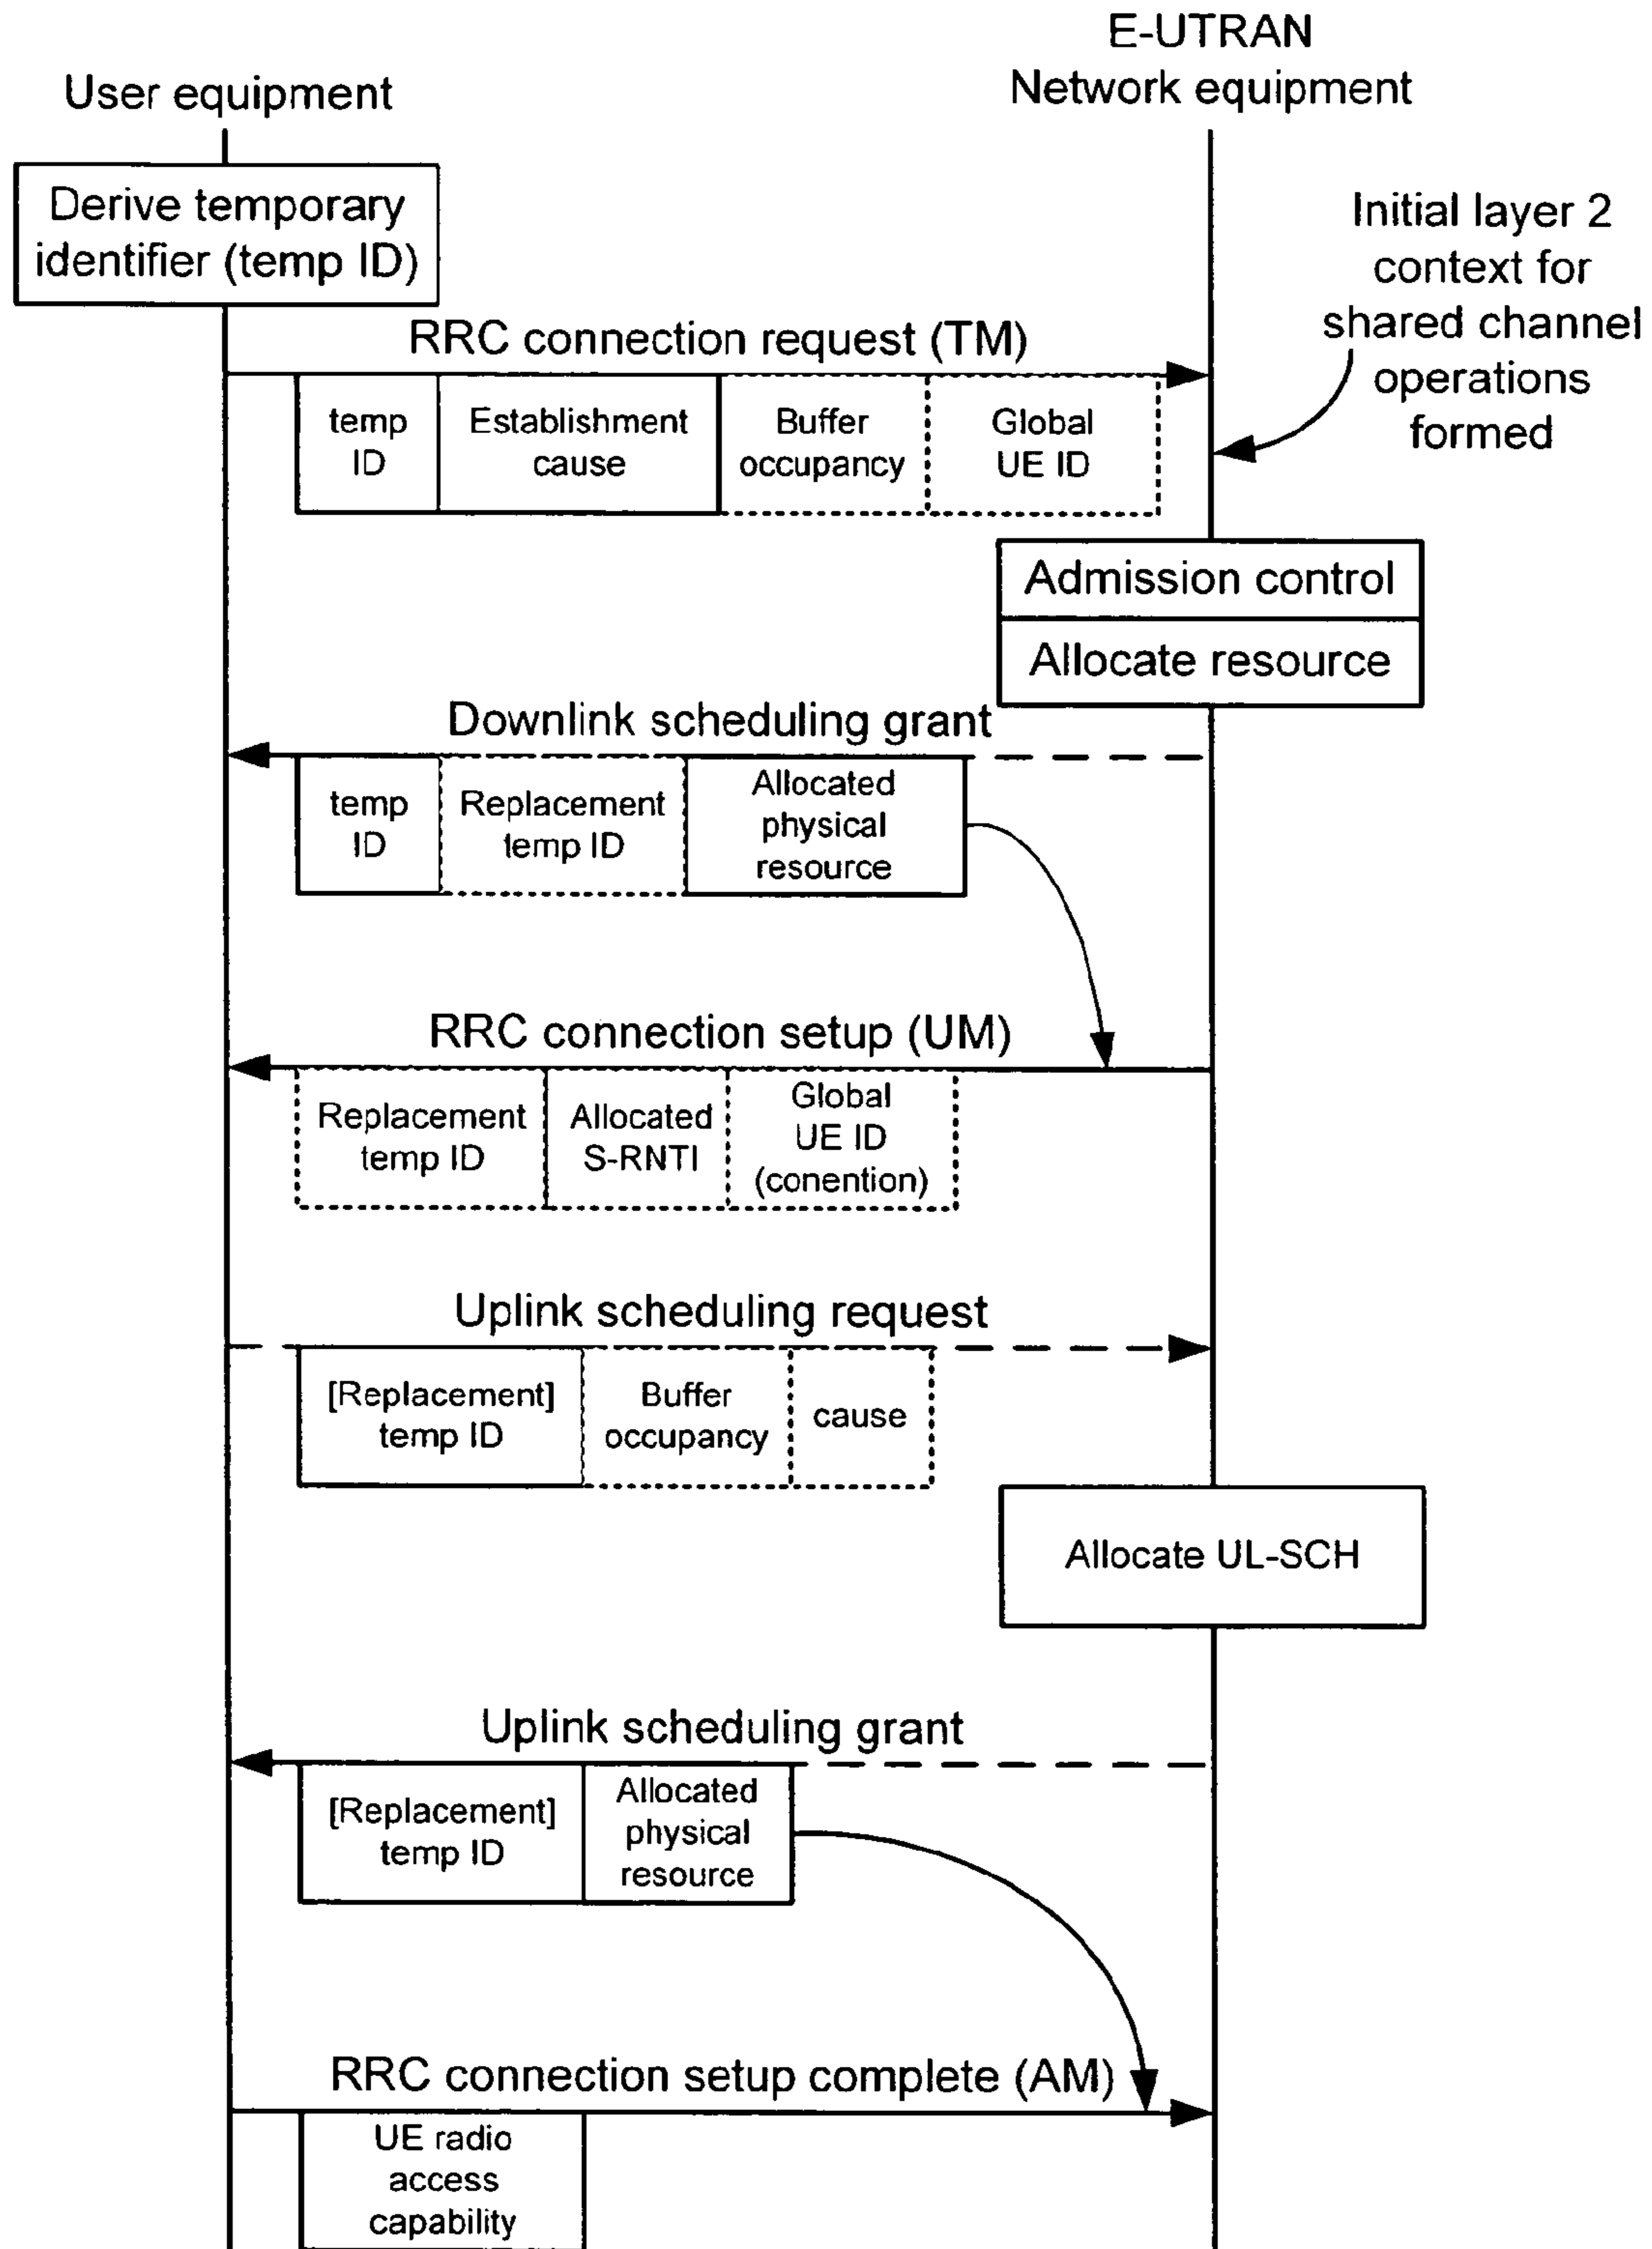 E-UTRAN
Network equipment
User equipment
Derive temporary
identifier (temp ID)
Initial layer 2
context for
shared channel
operations
formed
RRC connection request (TM)
temp
ID
Establishment
cause
Buffer
occupancy
Global
UE ID
Admission control
Allocate resource
Downlink scheduling grant
temp
ID
Replacement
temp ID
Allocated
physical
resource
RRC connection setup (UM)
Replacement
temp ID
Allocated
S-RNTI
Global
UE ID
(conention)
Uplink scheduling request
[Replacement]
temp ID
Buffer
occupancy
cause
Allocate UL-SCH
Uplink scheduling grant
[Replacement]
temp ID
Allocated
physical
resource
RRC connection setup complete (AM)
UE radio
access
capability